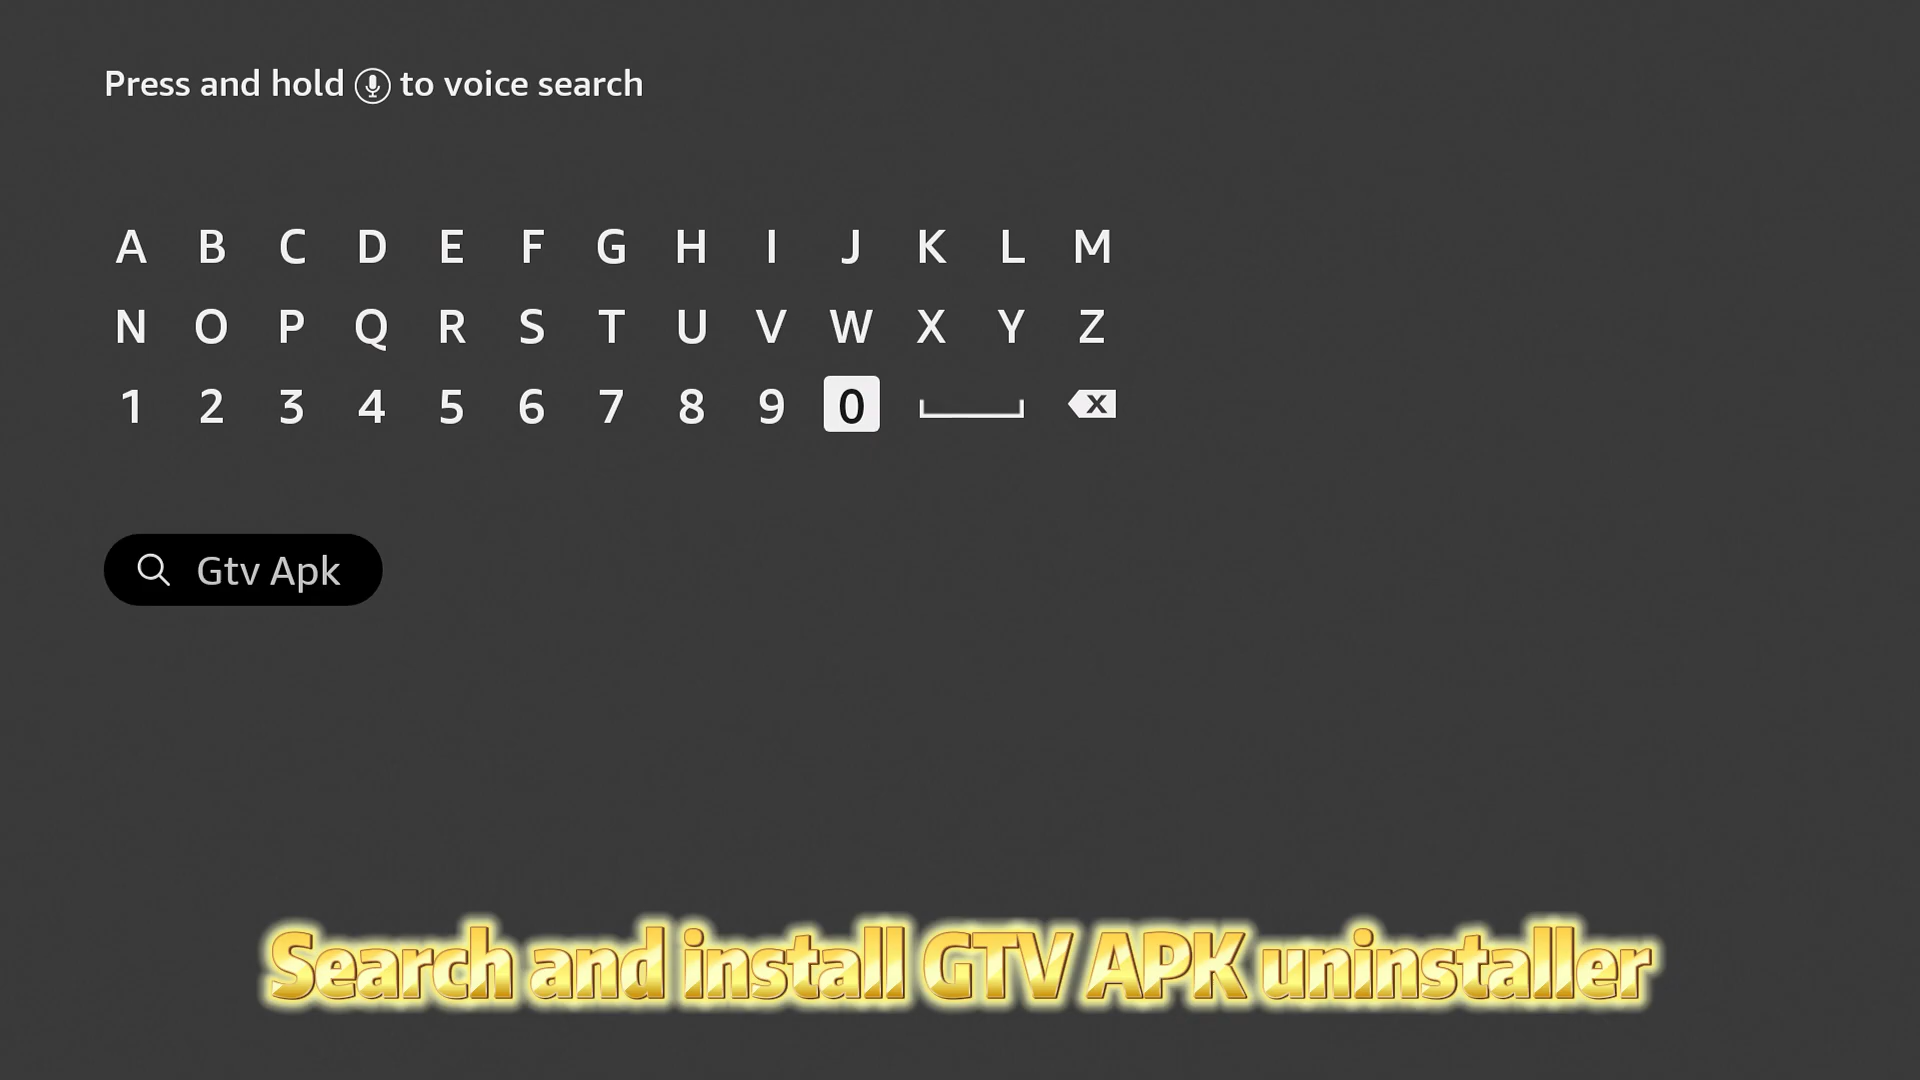 Press and hold to voice search
A B C D E F G H I J K L M
N O P Q R S T U V W X Y Z
1 2 3 4 5 6 7 8 9 0
Gtv Apk
Search and install GTV APK uninstaller